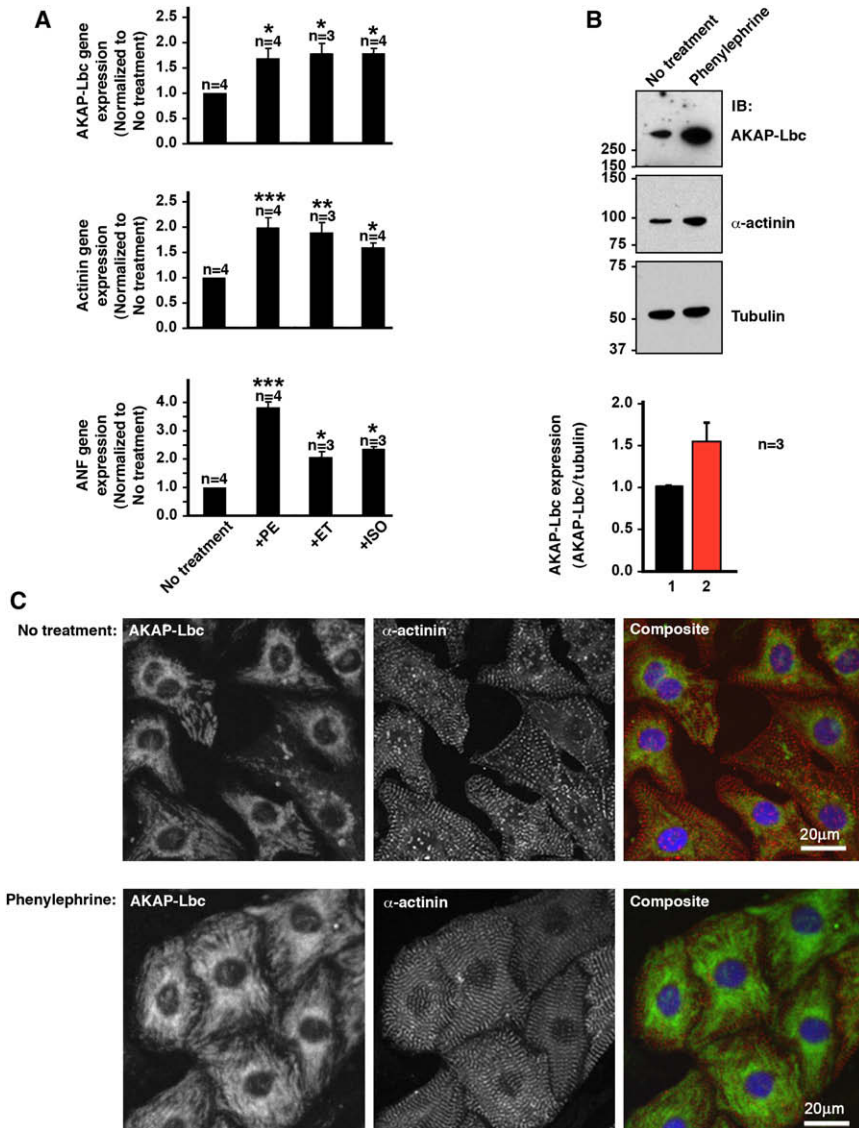 A
AKAP-Lbc gene
expression
(Normalized to
No treatment)
2.5
2.0
1.5
1.0
0.5
0.0
n=4
*
n=4
*
n=3
*
n=4
Actinin gene
expression
(Normalized to
No treatment)
2.5
2.0
1.5
1.0
0.5
0.0
n=4
***
n=4
**
n=3
*
n=4
ANF gene
expression
(Normalized to
No treatment)
4.0
3.0
2.0
1.0
0.0
n=4
***
n=4
*
n=3
*
n=3
No treatment
+PE
+ET
+ISO
B
No treatment
Phenylephrine
IB:
AKAP-Lbc
250
150
150
100
75
α-actinin
75
50
37
Tubulin
AKAP-Lbc expression
(AKAP-Lbc/tubulin)
2.0
1.5
1.0
0.5
0.0
n=3
1 2
C
No treatment:
AKAP-Lbc
α-actinin
Composite
20μm
Phenylephrine:
AKAP-Lbc
α-actinin
Composite
20μm